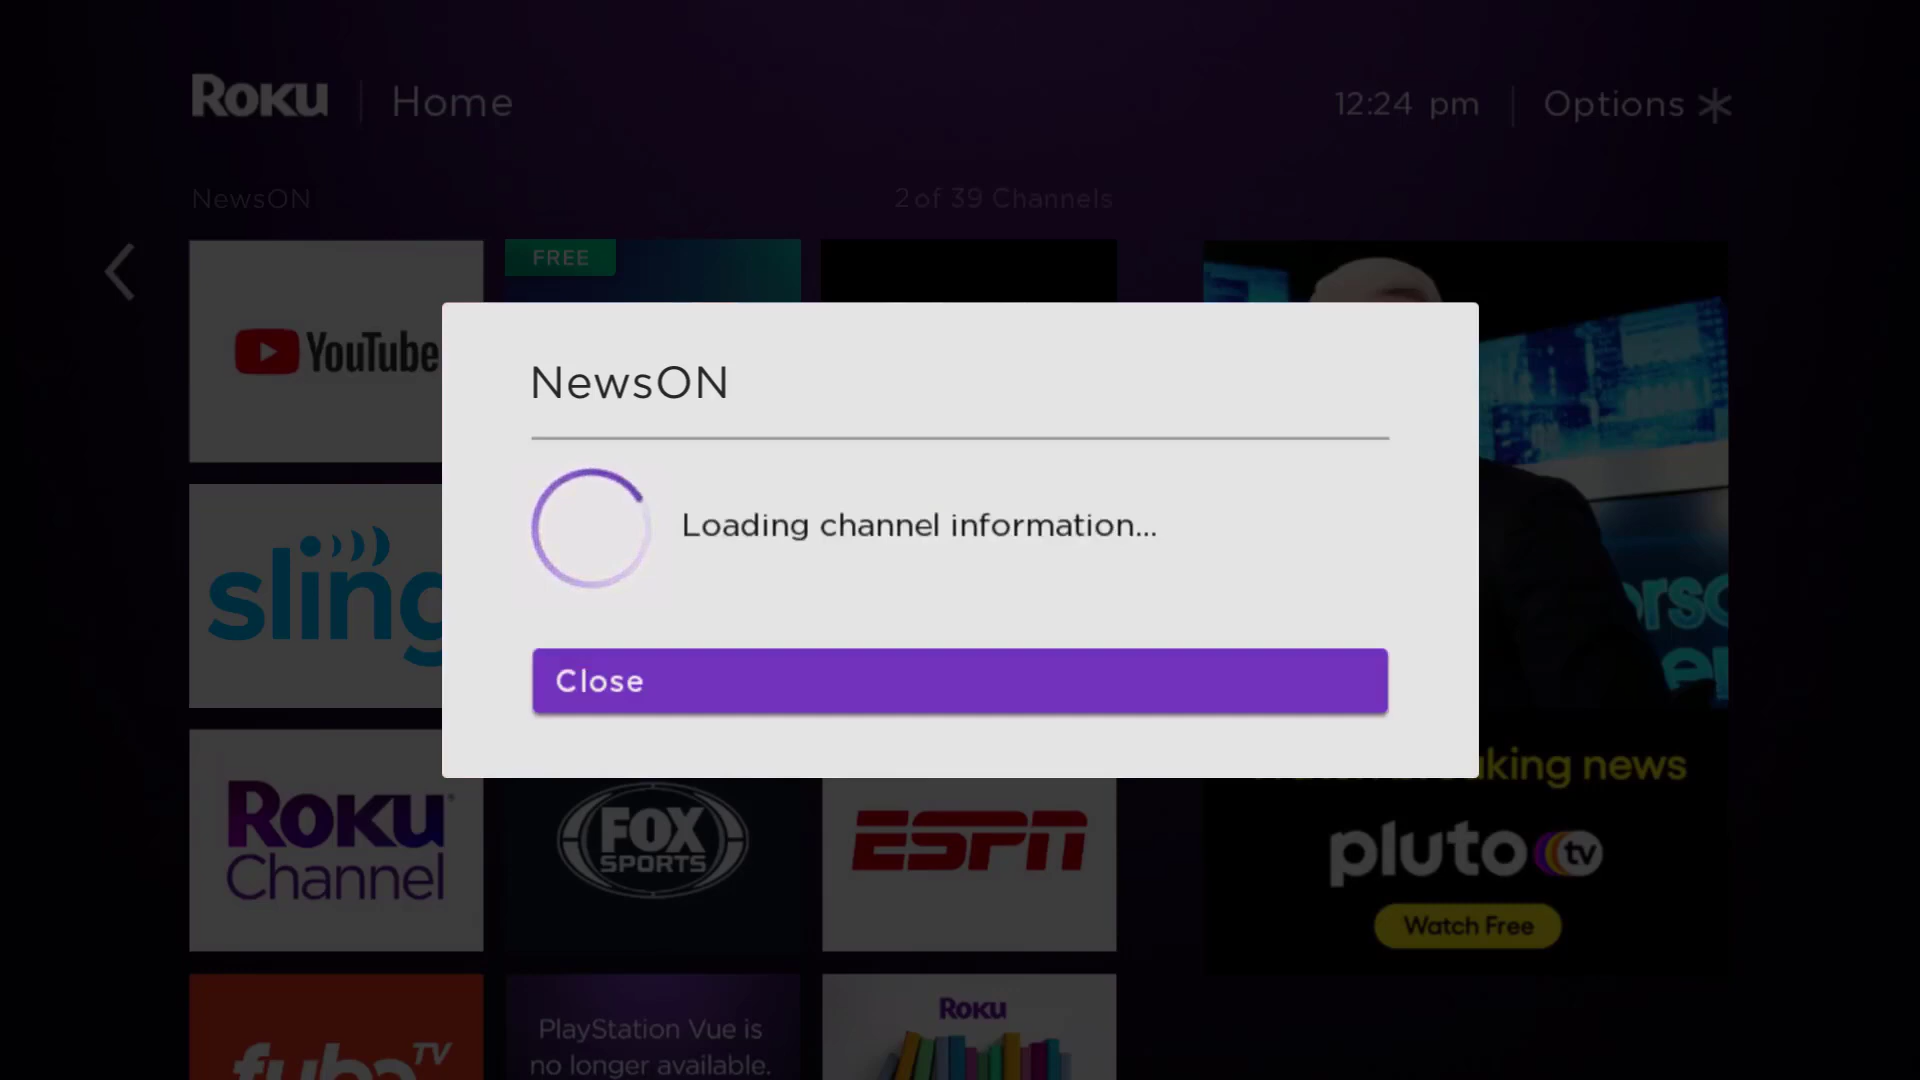 Roku | Home
12:24 pm | Options
NewsON
2 of 39 Channels
YouTube
FREE
NewsON
Loading channel information...
Close
sling
Roku
Channel
FOX
SPORTS
ESPN
king news
pluto tv
Watch Free
fubo TV
PlayStation Vue is
no longer available.
Roku